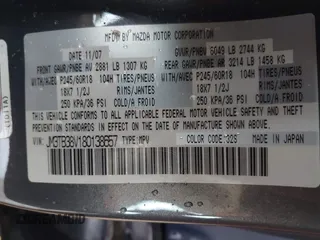 MFD BY MAZDA MOTOR CORPORATION
DATE 11/07 GVWR/PNBV 6049 LB 2744 KG
FRONT GAWR/PNBE AV 2881 LB 1307 KG REAR GAWR/PNBE AR 3214 LB 1458 KG
WITH/AVEC P245/60R18 104H TIRES/PNEUS WITH/AVEC P245/60R18 104H TIRES/PNEUS
18X7 1/2J RIMS/JANTES 18X7 1/2J RIMS/JANTES
250 KPA/36 PSI COLD/A FROID 250 KPA/36 PSI COLD/A FROID
THIS VEHICLE CONFORMS TO ALL APPLICABLE FEDERAL MOTOR VEHICLE SAFETY
AND THEFT PREVENTION STANDARDS IN EFFECT ON THE DATE OF MANUFACTURE
SHOWN ABOVE.
VIN: JM3TB38V180138657 TYPE:MPV COLOR CODE:32S MADE IN JAPAN